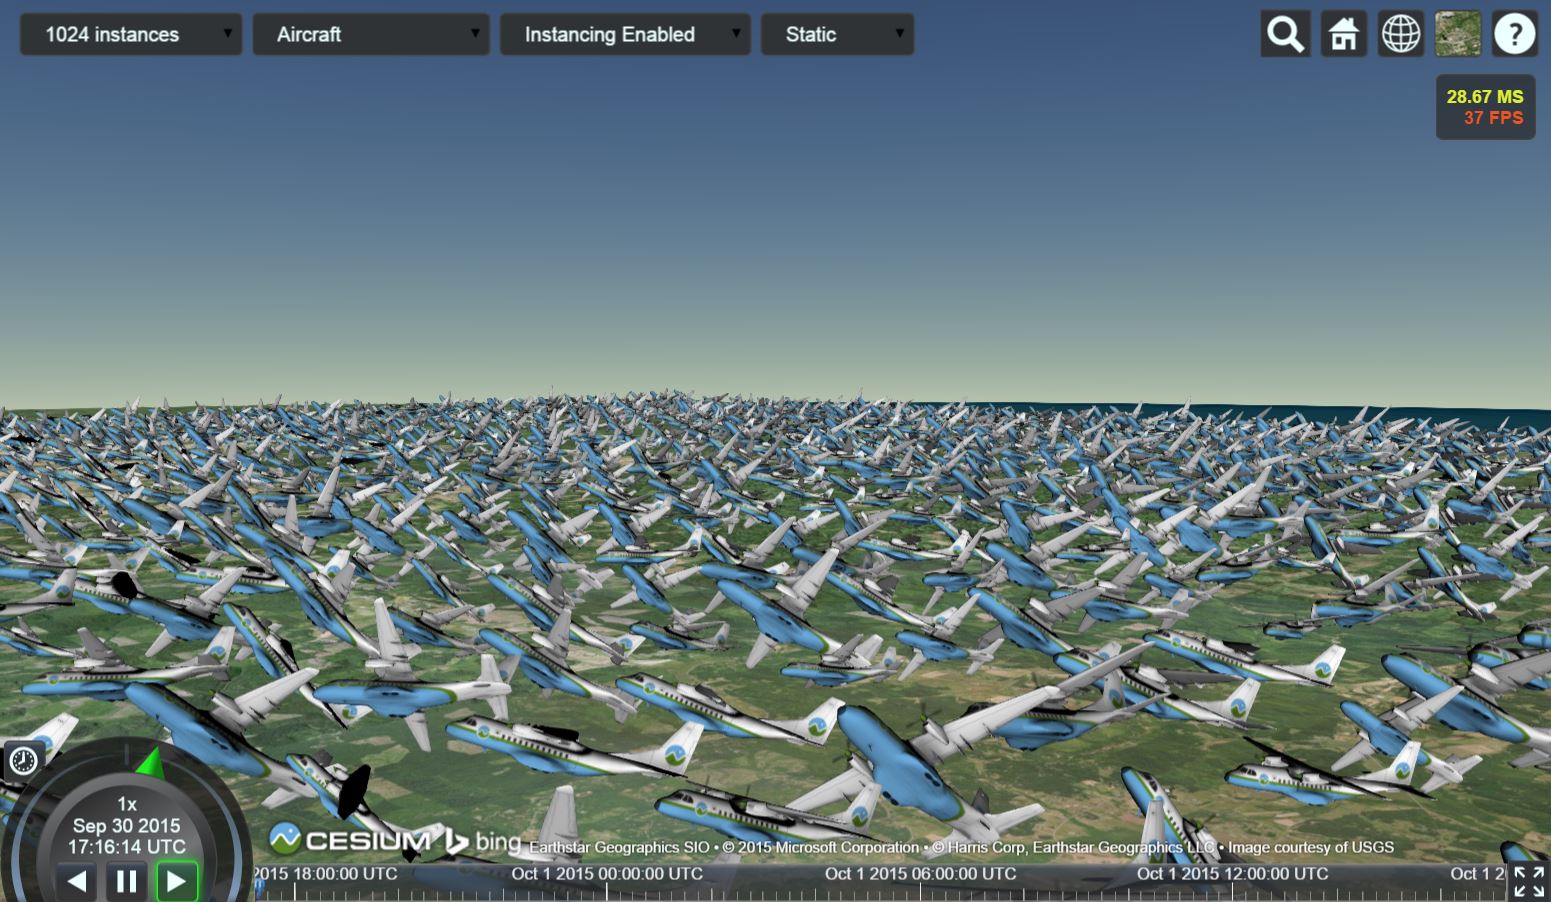 1024 instances
Aircraft
Instancing Enabled
Static
?
28.67 MS
37 FPS
1x
Sep 30 2015
17:16:14 UTC
CESIUM bing Earthstar Geographics SIO • © 2015 Microsoft Corporation • © Harris Corp, Earthstar Geographics LLC • Image courtesy of USGS
2015 18:00:00 UTC
Oct 1 2015 00:00:00 UTC
Oct 1 2015 06:00:00 UTC
Oct 1 2015 12:00:00 UTC
Oct 1 2